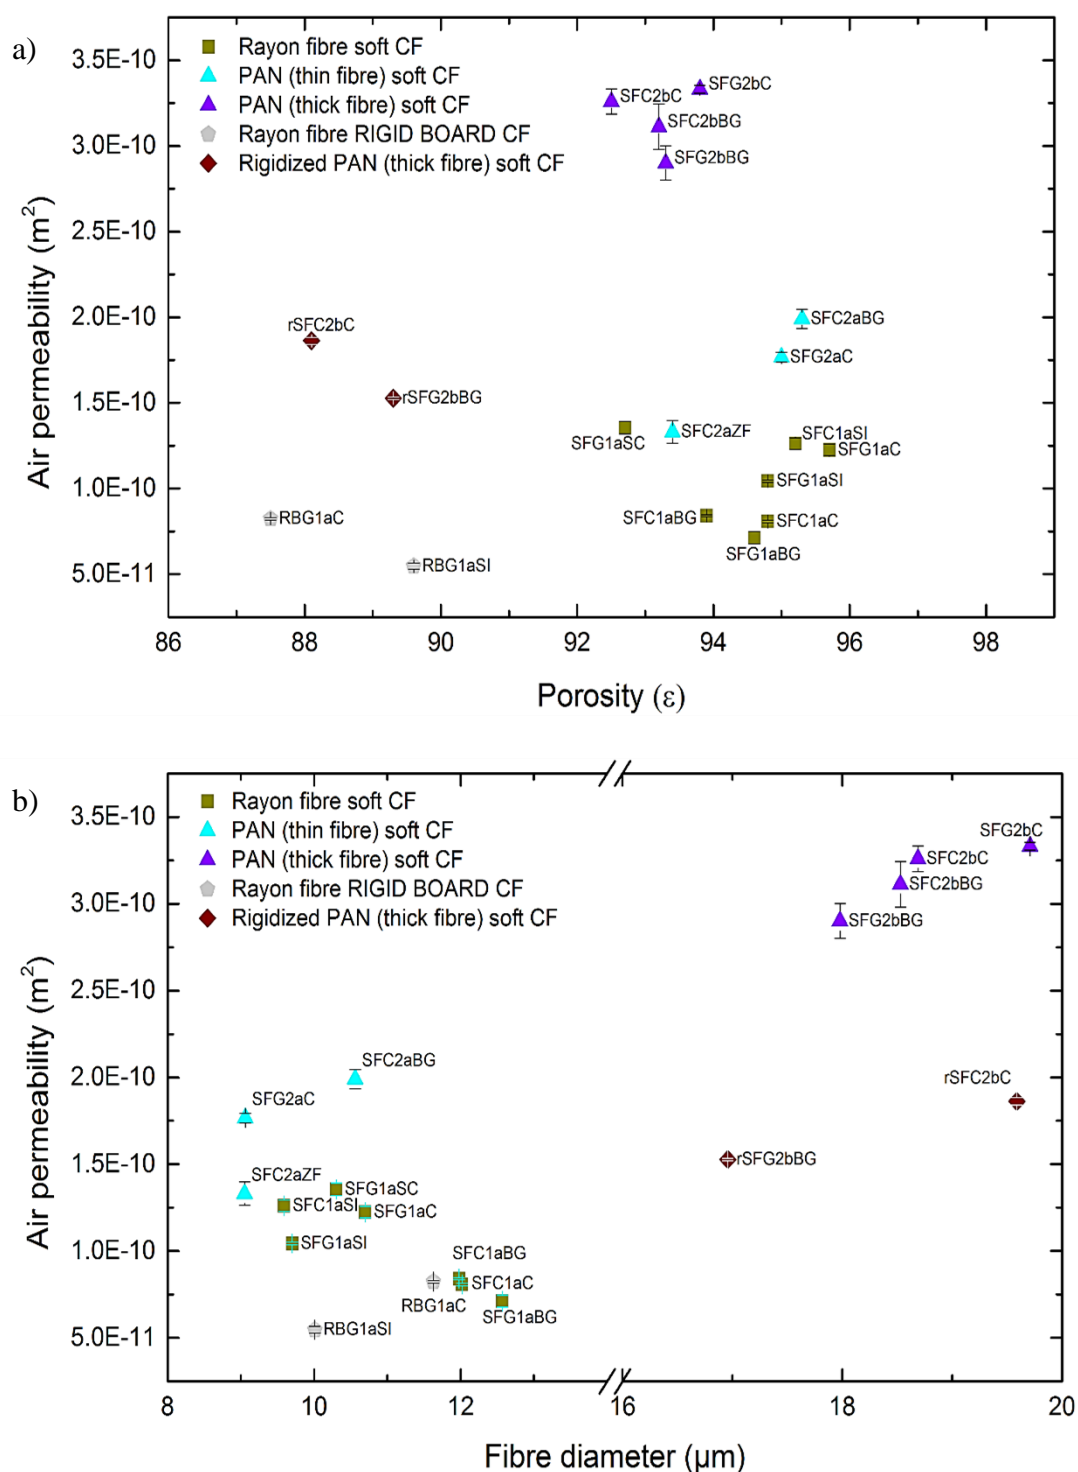 a)
Rayon fibre soft CF
PAN (thin fibre) soft CF
PAN (thick fibre) soft CF
Rayon fibre RIGID BOARD CF
Rigidized PAN (thick fibre) soft CF
Air permeability (m²)
3.5E-10
3.0E-10
2.5E-10
2.0E-10
1.5E-10
1.0E-10
5.0E-11
SFG2bC
SFC2bC
SFC2bBG
SFG2bBG
rSFC2bC
SFC2aBG
SFG2aC
rSFG2bBG
SFG1aSC
SFC2aZF
SFC1aSI
SFG1aC
SFG1aSI
RBG1aC
SFC1aBG
SFC1aC
SFG1aBG
RBG1aSI
86 88 90 92 94 96 98
Porosity (ε)
b)
Rayon fibre soft CF
PAN (thin fibre) soft CF
PAN (thick fibre) soft CF
Rayon fibre RIGID BOARD CF
Rigidized PAN (thick fibre) soft CF
Air permeability (m²)
3.5E-10
3.0E-10
2.5E-10
2.0E-10
1.5E-10
1.0E-10
5.0E-11
SFG2bC
SFC2bC
SFC2bBG
SFG2bBG
SFC2aBG
SFG2aC
rSFC2bC
rSFG2bBG
SFC2aZF
SFG1aSC
SFC1aSI
SFG1aC
SFG1aSI
SFC1aBG
SFC1aC
RBG1aC
SFG1aBG
RBG1aSI
8 10 12 16 18 20
Fibre diameter (μm)